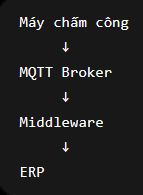 Máy chấm công
↓
MQTT Broker
↓
Middleware
↓
ERP